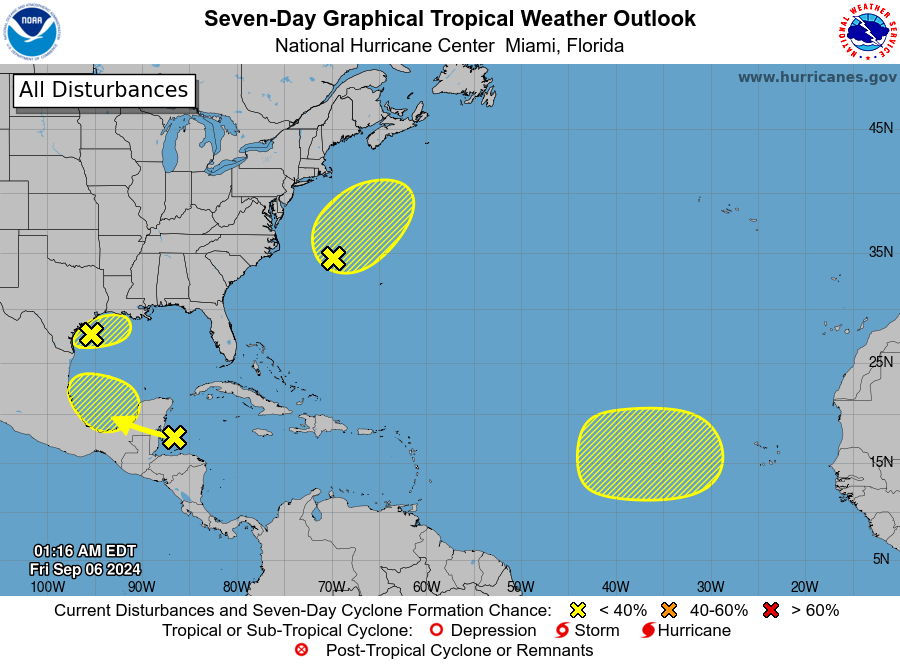 Seven-Day Graphical Tropical Weather Outlook
National Hurricane Center  Miami, Florida
NOAA
NATIONAL WEATHER SERVICE
All Disturbances
www.hurricanes.gov
45N
35N
25N
15N
5N
01:16 AM EDT
Fri Sep 06 2024
100W 90W 80W 70W 60W 50W 40W 30W 20W
Current Disturbances and Seven-Day Cyclone Formation Chance: < 40% 40-60% > 60%
Tropical or Sub-Tropical Cyclone: Depression Storm Hurricane
Post-Tropical Cyclone or Remnants